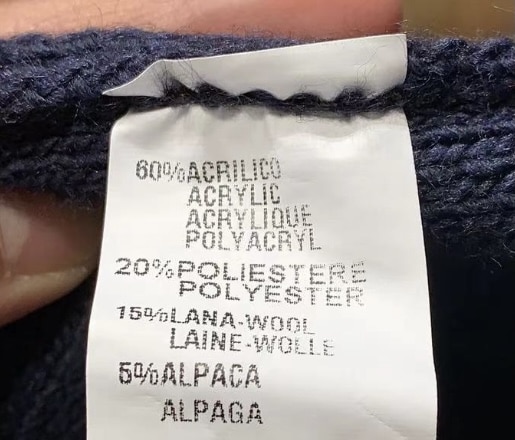 60%ACRILICO
ACRYLIC
ACRYLIQUE
POLYACRYL
20%POLIESTERE
POLYESTER
15%LANA-WOOL
LAINE-WOLLE
5%ALPACA
ALPAGA